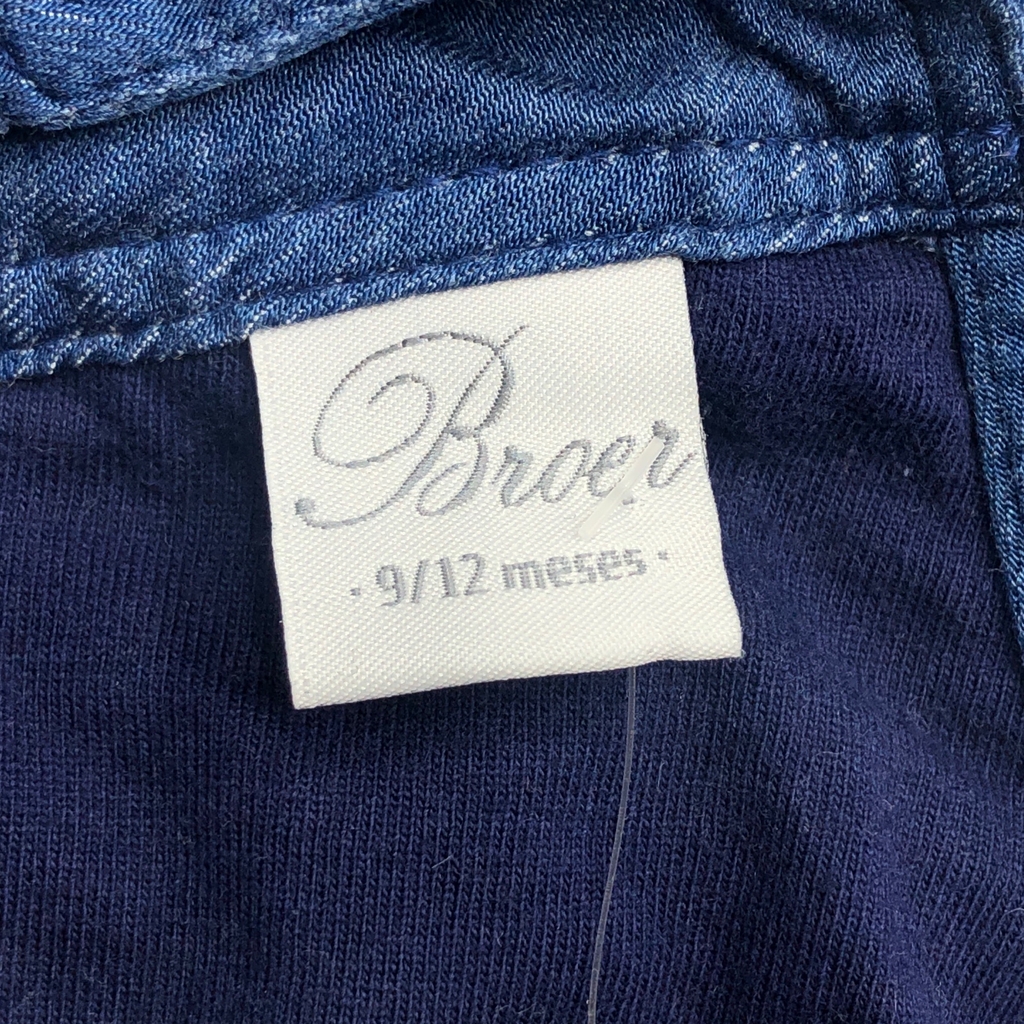 Broer
· 9/12 meses ·